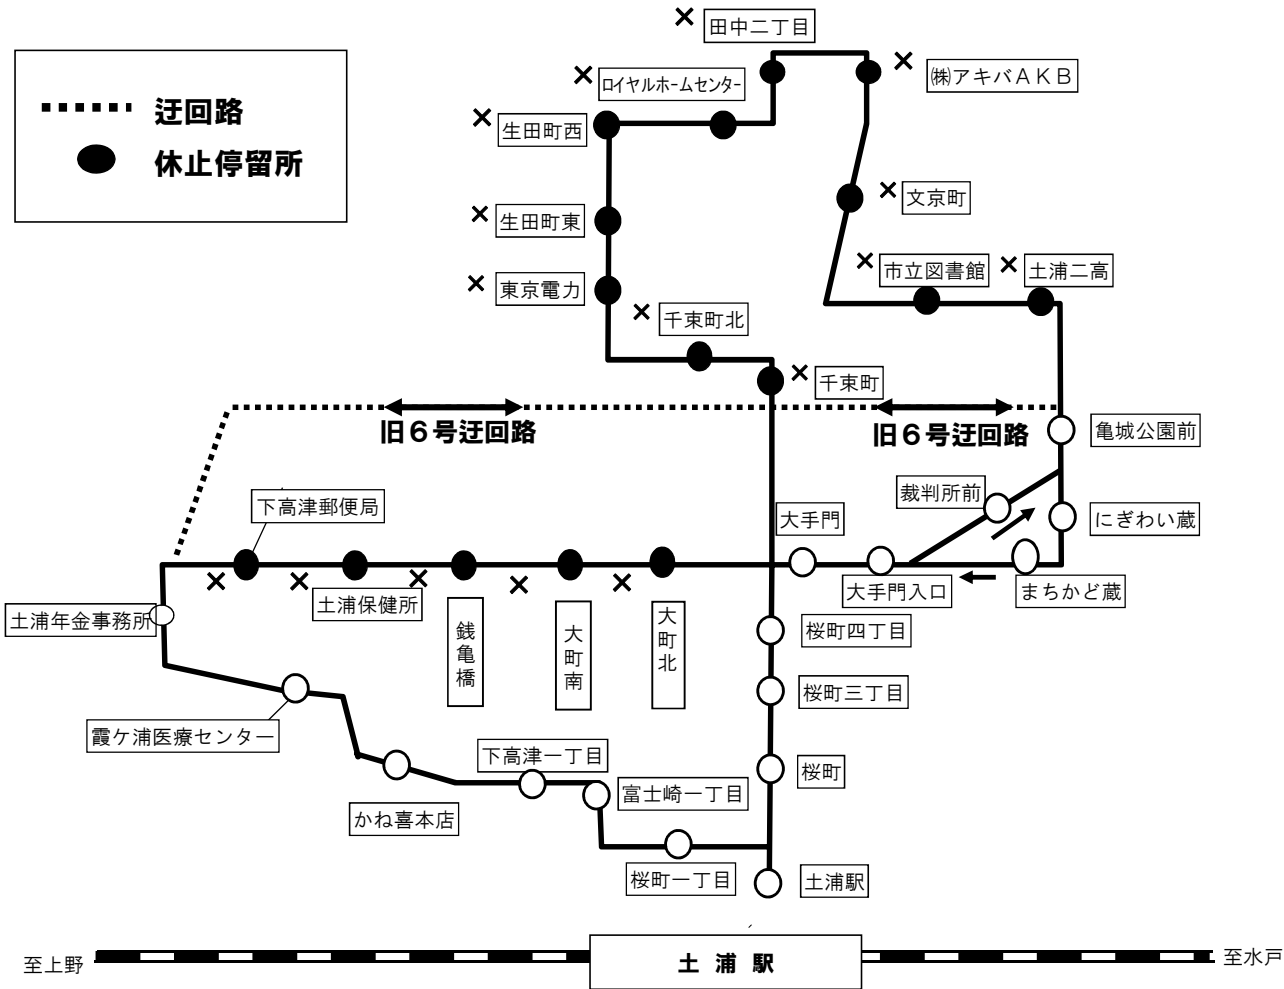 迂回路
休止停留所
田中二丁目
ロイヤルホームセンター
㈱アキバＡＫＢ
生田町西
文京町
生田町東
市立図書館
土浦二高
東京電力
千束町北
千束町
旧６号迂回路
旧６号迂回路
亀城公園前
裁判所前
下高津郵便局
大手門
にぎわい蔵
大手門入口
まちかど蔵
土浦保健所
土浦年金事務所
銭亀橋
大町南
大町北
桜町四丁目
桜町三丁目
霞ケ浦医療センター
下高津一丁目
桜町
富士崎一丁目
かね喜本店
桜町一丁目
土浦駅
至上野
土浦駅
至水戸